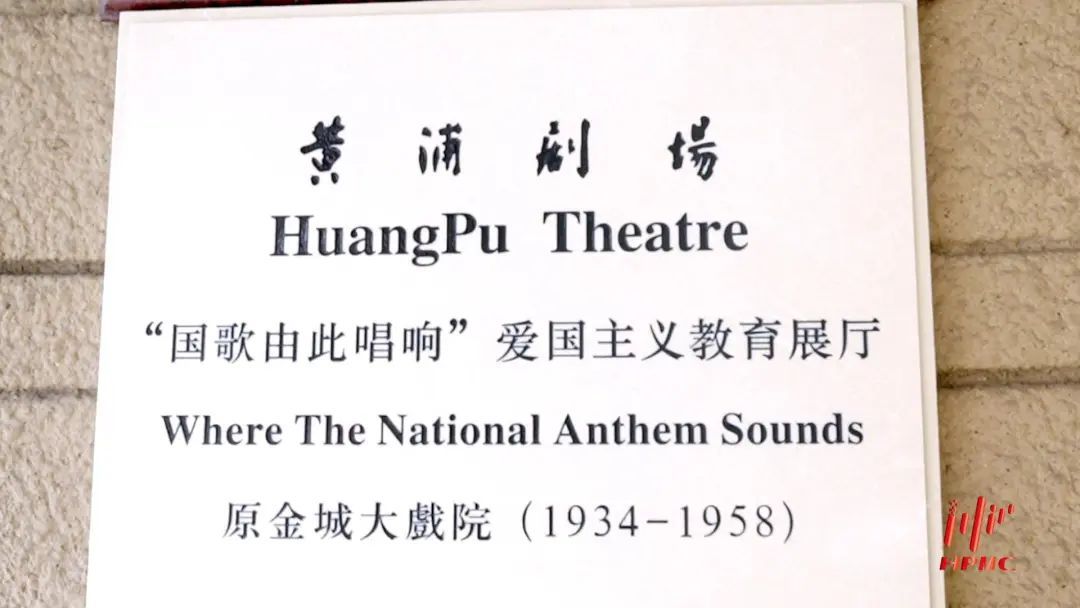 黄浦剧場
HuangPu Theatre
“国歌由此唱响”爱国主义教育展厅
Where The National Anthem Sounds
原金城大戲院（1934-1958）
HPMC